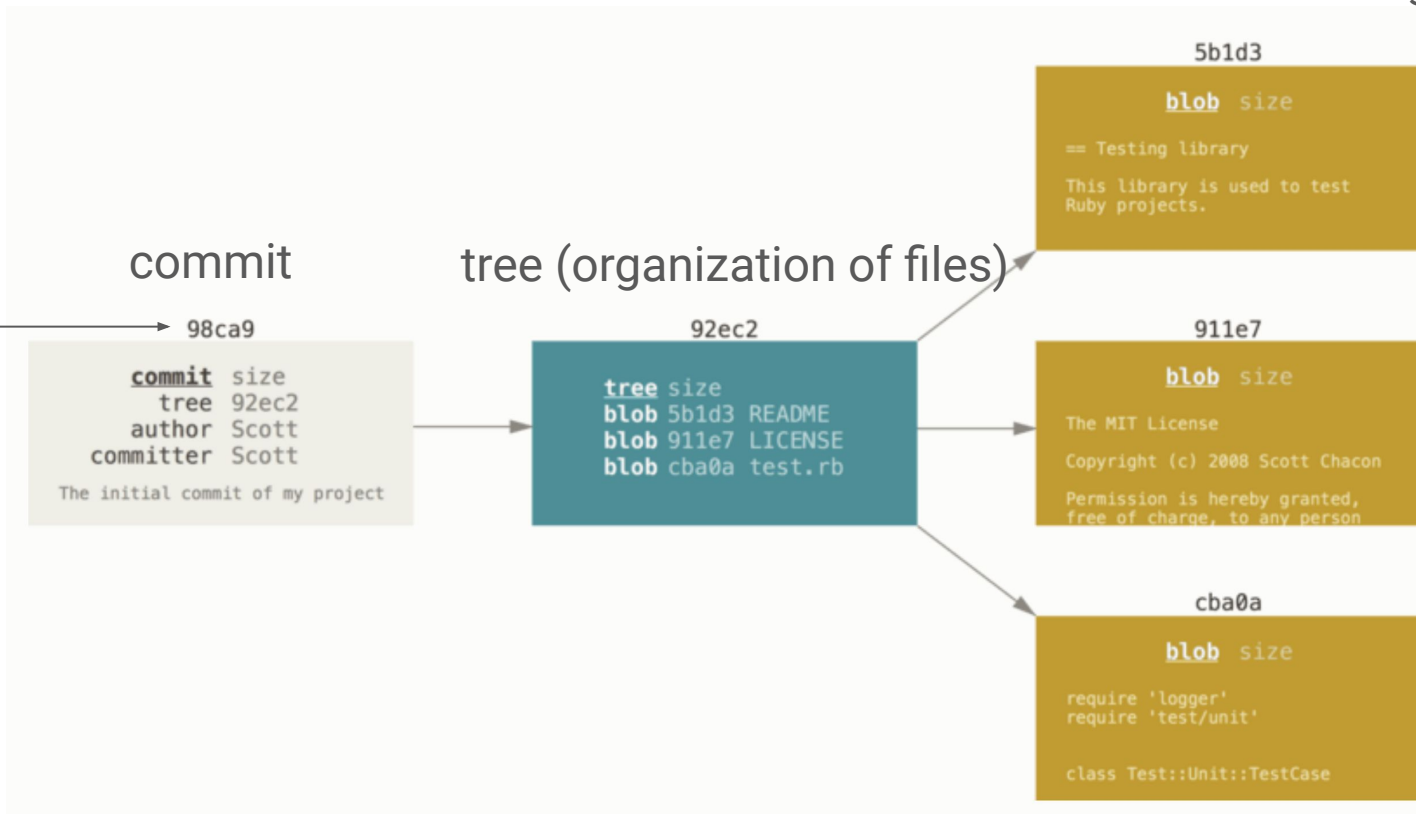 commit
98ca9
commit size
tree 92ec2
author Scott
committer Scott
The initial commit of my project
tree (organization of files)
92ec2
tree size
blob 5b1d3 README
blob 911e7 LICENSE
blob cba0a test.rb
5b1d3
blob size
== Testing library
This library is used to test
Ruby projects.
911e7
blob size
The MIT License
Copyright (c) 2008 Scott Chacon
Permission is hereby granted,
free of charge, to any person
cba0a
blob size
require 'logger'
require 'test/unit'
class Test::Unit::TestCase